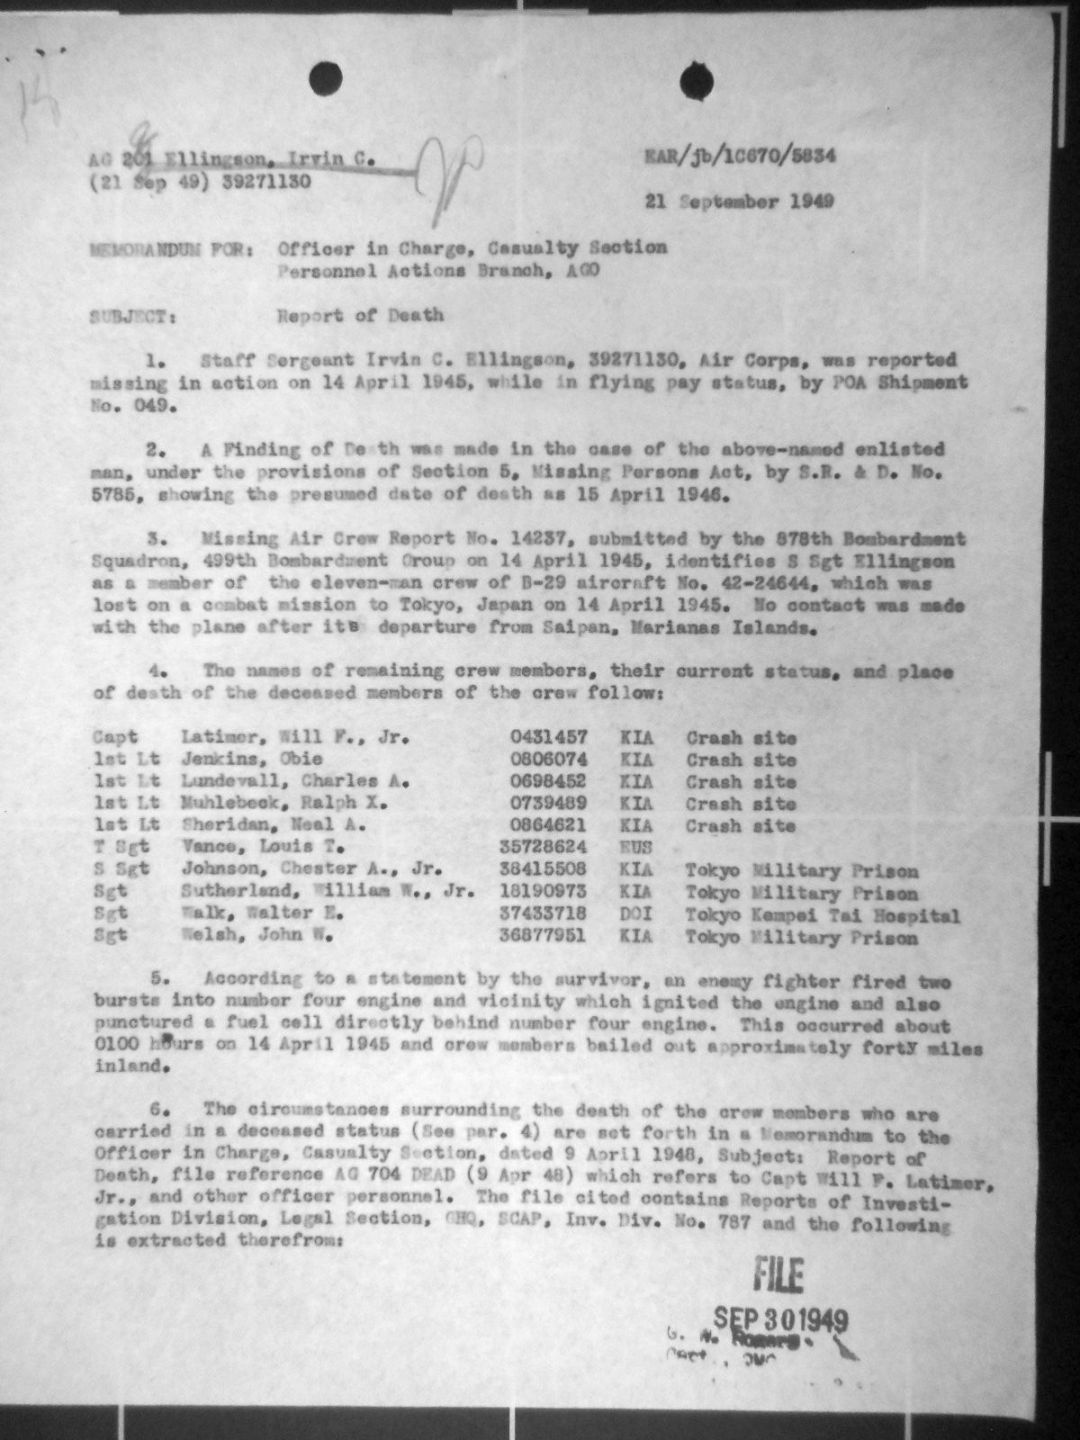 AG 201 Ellingson, Irvin C.
(21 Sep 49) 39271130
EAR/jb/1C670/5834
21 September 1949
MEMORANDUM FOR: Officer in Charge, Casualty Section
Personnel Actions Branch, AGO
SUBJECT: Report of Death
1. Staff Sergeant Irvin C. Ellingson, 39271130, Air Corps, was reported
missing in action on 14 April 1945, while in flying pay status, by POA Shipment
No. 049.
2. A Finding of Death was made in the case of the above-named enlisted
man, under the provisions of Section 5, Missing Persons Act, by S.R. & D. No.
5785, showing the presumed date of death as 15 April 1946.
3. Missing Air Crew Report No. 14237, submitted by the 878th Bombardment
Squadron, 499th Bombardment Group on 14 April 1945, identifies S Sgt Ellingson
as a member of the eleven-man crew of B-29 aircraft No. 42-24644, which was
lost on a combat mission to Tokyo, Japan on 14 April 1945. No contact was made
with the plane after its departure from Saipan, Marianas Islands.
4. The names of remaining crew members, their current status, and place
of death of the deceased members of the crew follow:
Capt Latimer, Will F., Jr. 0431457 KIA Crash site
1st Lt Jenkins, Obie 0806074 KIA Crash site
1st Lt Lundevall, Charles A. 0698452 KIA Crash site
1st Lt Muhlebeck, Ralph X. 0739489 KIA Crash site
1st Lt Sheridan, Neal A. 0864621 KIA Crash site
T Sgt Vance, Louis T. 35728624 EUS
S Sgt Johnson, Chester A., Jr. 38415508 KIA Tokyo Military Prison
Sgt Sutherland, William W., Jr. 18190973 KIA Tokyo Military Prison
Sgt Walk, Walter E. 37433718 DOI Tokyo Kempei Tai Hospital
Sgt Welsh, John W. 36877951 KIA Tokyo Military Prison
5. According to a statement by the survivor, an enemy fighter fired two
bursts into number four engine and vicinity which ignited the engine and also
punctured a fuel cell directly behind number four engine. This occurred about
0100 hours on 14 April 1945 and crew members bailed out approximately forty miles
inland.
6. The circumstances surrounding the death of the crew members who are
carried in a deceased status (See par. 4) are set forth in a Memorandum to the
Officer in Charge, Casualty Section, dated 9 April 1948, Subject: Report of
Death, file reference AG 704 DEAD (9 Apr 48) which refers to Capt Will F. Latimer,
Jr., and other officer personnel. The file cited contains Reports of Investi-
gation Division, Legal Section, GHQ, SCAP, Inv. Div. No. 787 and the following
is extracted therefrom:
FILE
SEP 30 1949